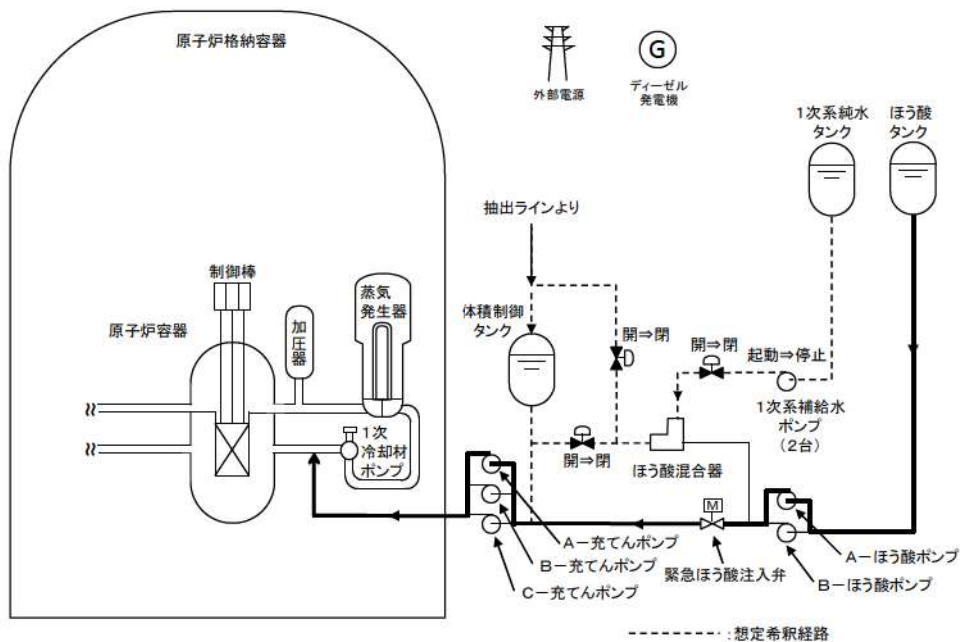 原子炉格納容器
G
外部電源
ディーゼル
発電機
1次系純水
タンク
ほう酸
タンク
抽出ラインより
制御棒
蒸気
発生器
加圧器
原子炉容器
体積制御
タンク
開⇒閉
開⇒閉
起動⇒停止
1次系補給水
ポンプ
(2台)
1次
冷却材
ポンプ
開⇒閉
ほう酸混合器
M
A-充てんポンプ
B-充てんポンプ
C-充てんポンプ
緊急ほう酸注入弁
A-ほう酸ポンプ
B-ほう酸ポンプ
:想定希釈経路